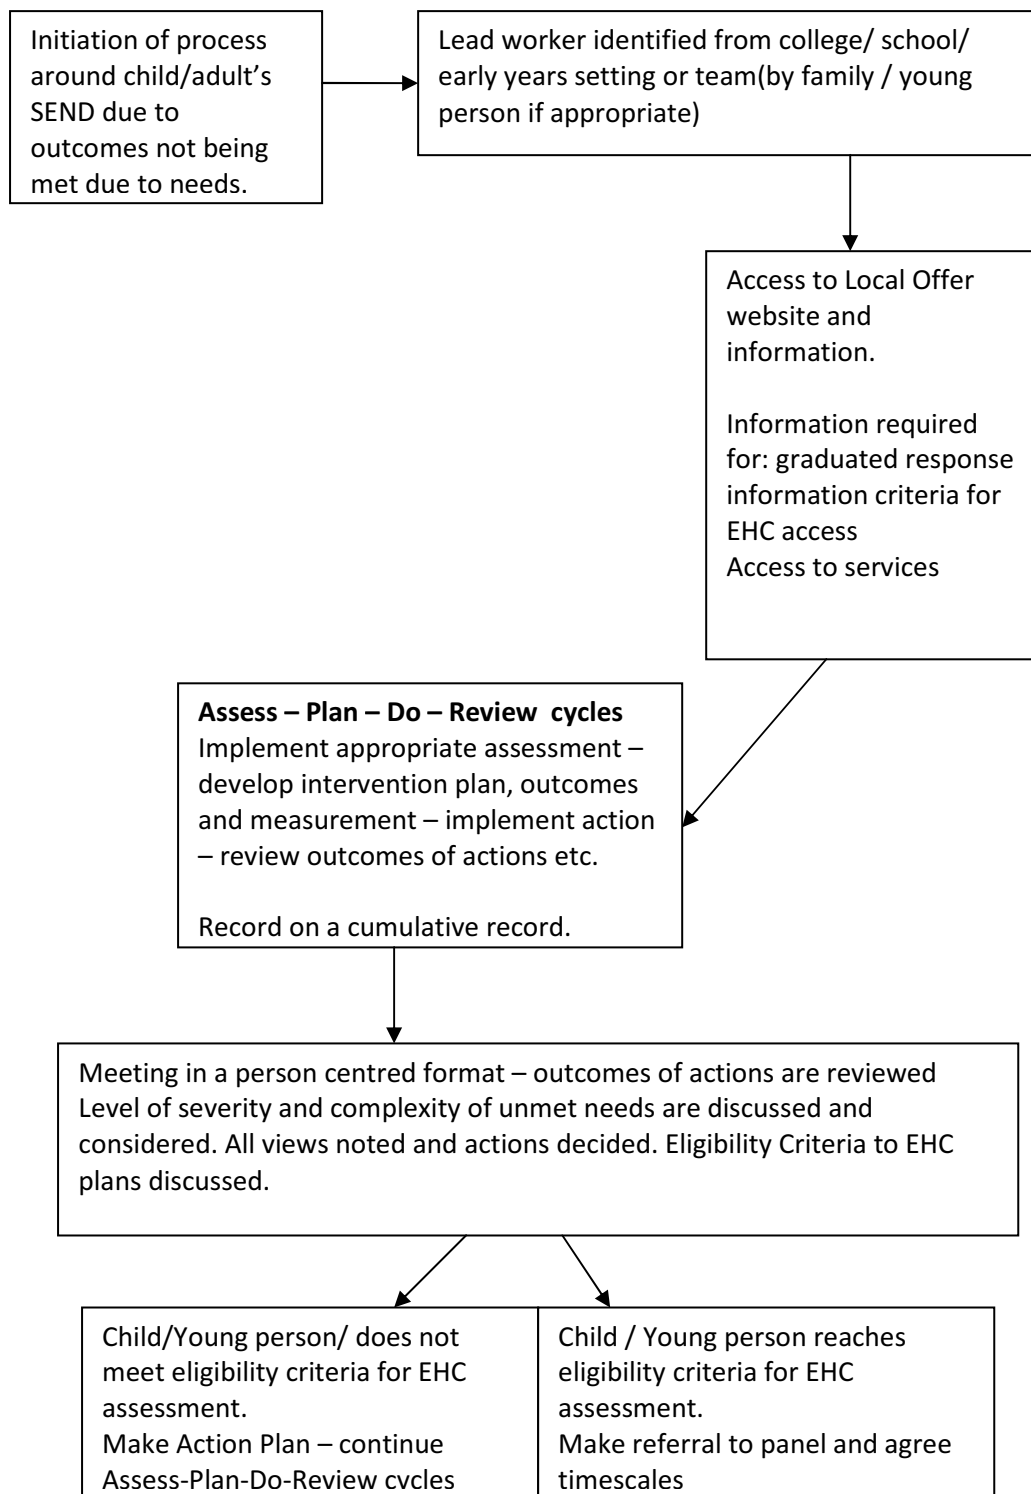 Initiation of process
around child/adult’s
SEND due to
outcomes not being
met due to needs.
Lead worker identified from college/ school/
early years setting or team(by family / young
person if appropriate)
Access to Local Offer
website and
information.
Information required
for: graduated response
information criteria for
EHC access
Access to services
Assess – Plan – Do – Review  cycles
Implement appropriate assessment –
develop intervention plan, outcomes
and measurement – implement action
– review outcomes of actions etc.
Record on a cumulative record.
Meeting in a person centred format – outcomes of actions are reviewed
Level of severity and complexity of unmet needs are discussed and
considered. All views noted and actions decided. Eligibility Criteria to EHC
plans discussed.
Child/Young person/ does not
meet eligibility criteria for EHC
assessment.
Make Action Plan – continue
Assess-Plan-Do-Review cycles
Child / Young person reaches
eligibility criteria for EHC
assessment.
Make referral to panel and agree
timescales